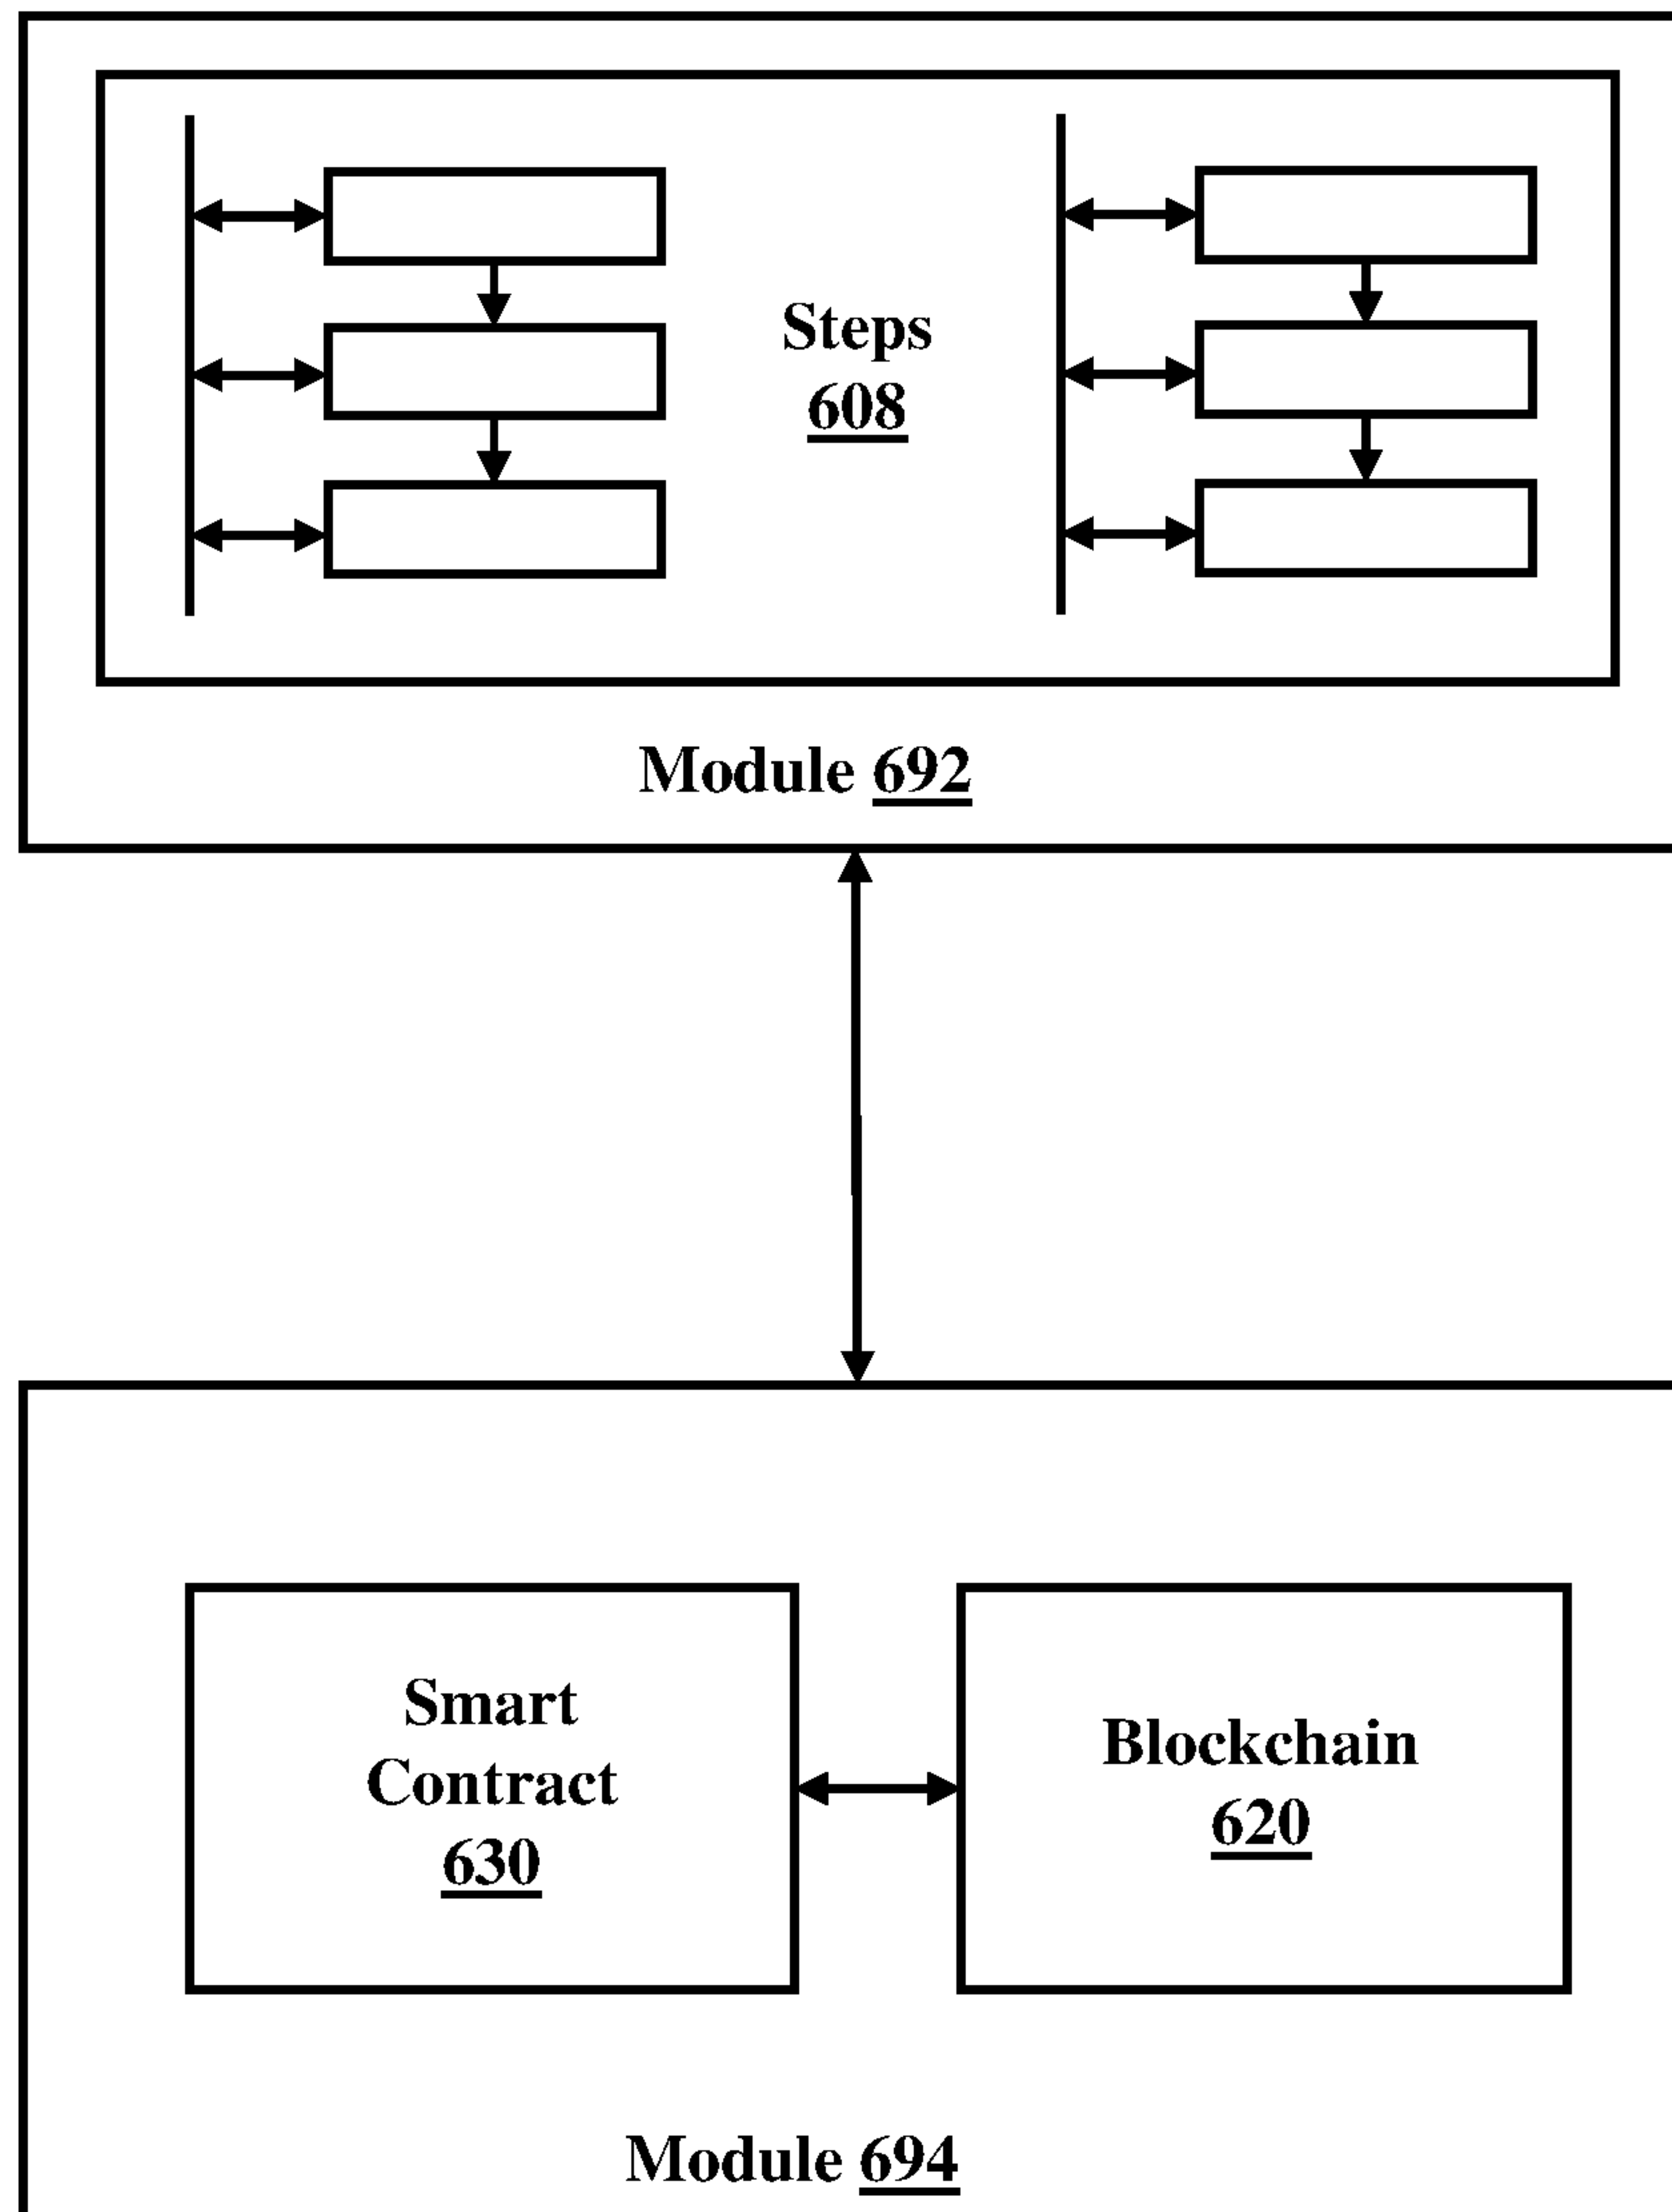 Steps
608
Module 692
Smart
Contract
630
Blockchain
620
Module 694